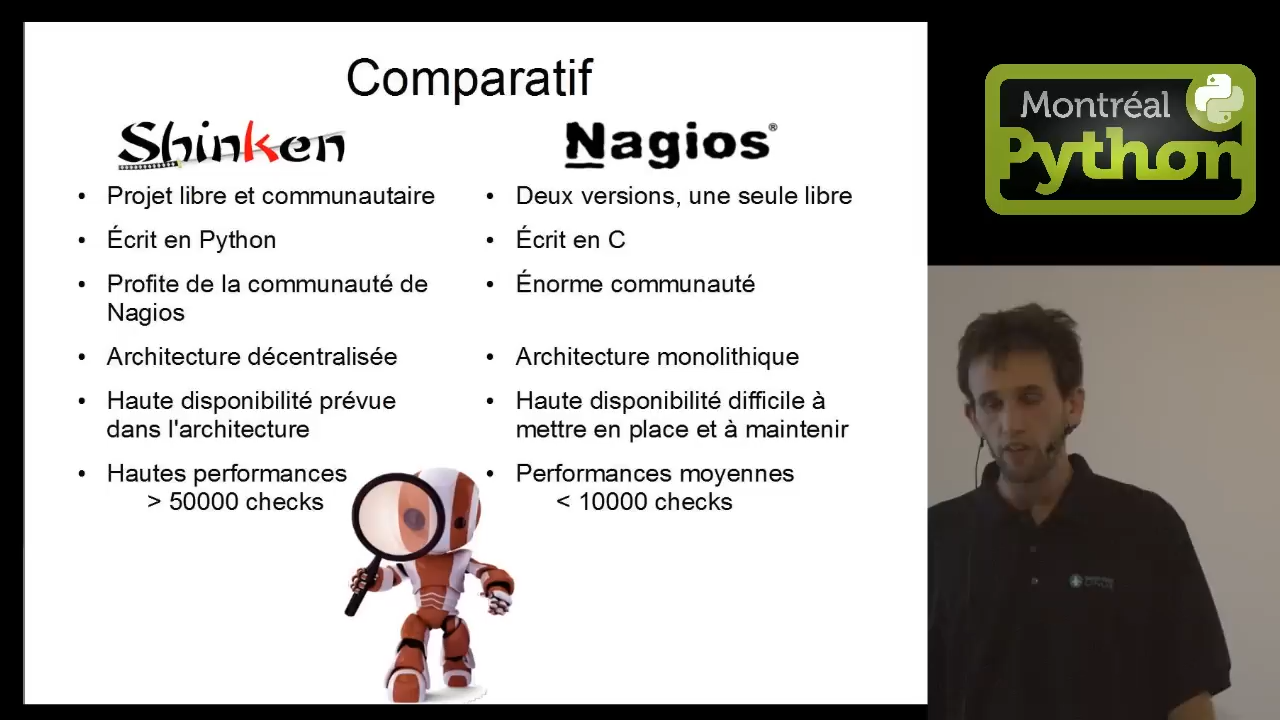 Comparatif
Shinken
• Projet libre et communautaire
• Écrit en Python
• Profite de la communauté de
Nagios
• Architecture décentralisée
• Haute disponibilité prévue
dans l'architecture
• Hautes performances
> 50000 checks
Nagios®
• Deux versions, une seule libre
• Écrit en C
• Énorme communauté
• Architecture monolithique
• Haute disponibilité difficile à
mettre en place et à maintenir
• Performances moyennes
< 10000 checks
Montréal
Python